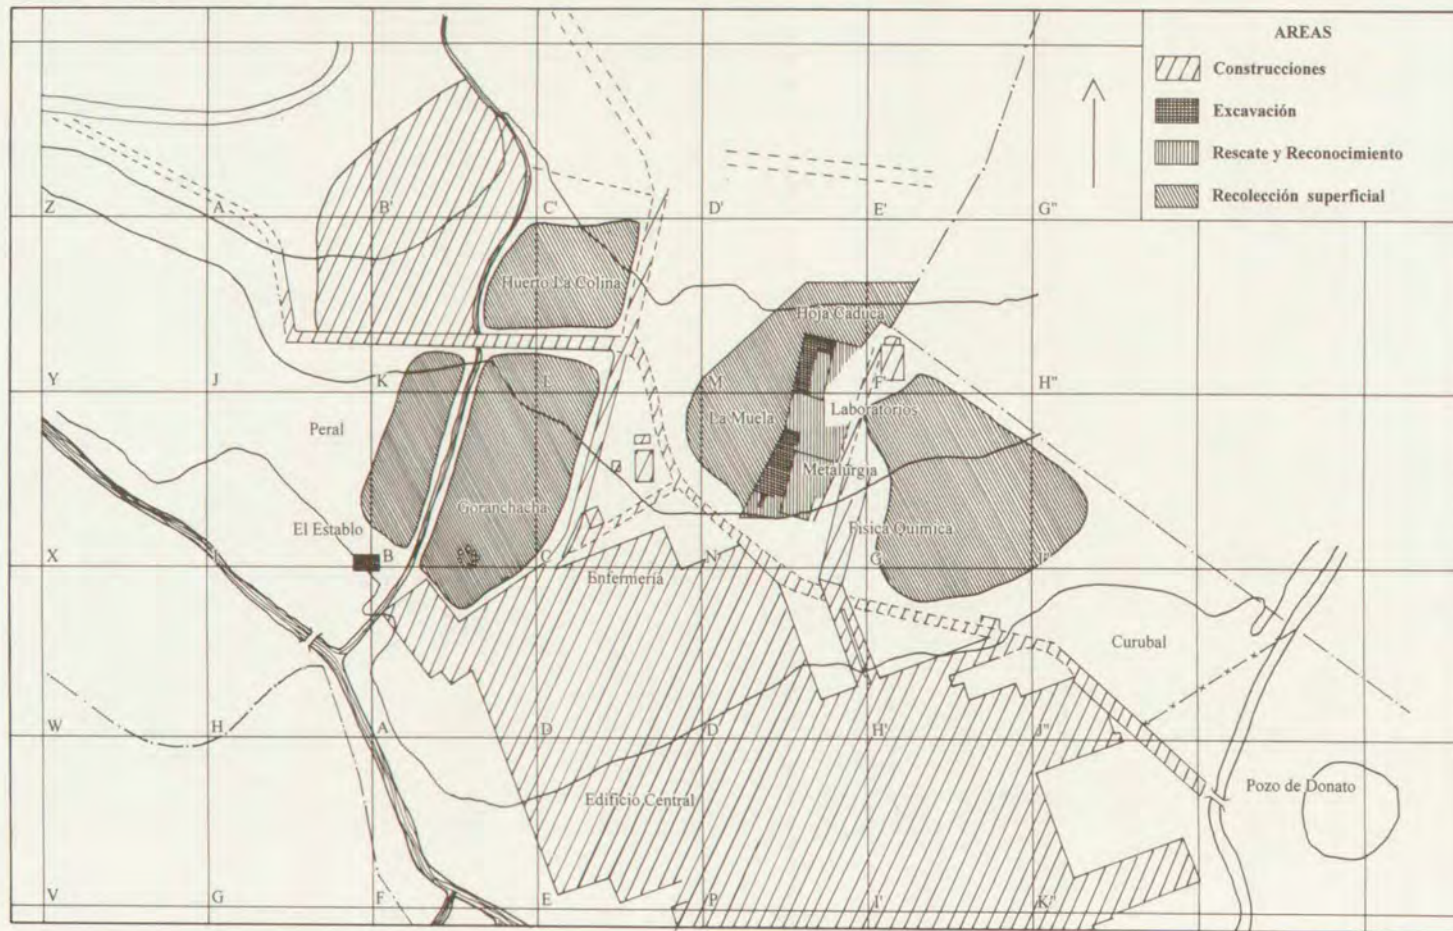 AREAS
Construcciones
Excavación
Rescate y Reconocimiento
Recolección superficial
Z A B' C' D' E' G"
Huerto La Colina
Hoja Caduca
Y J K L M F' H"
Peral
La Muela
Laboratorios
Metalurgia
Goranchacha
El Establo
Fisica Quimica
X I B C N G I"
Enfermería
Curubal
W H A D D' H' J"
Edificio Central
Pozo de Donato
V G F E P I' K"